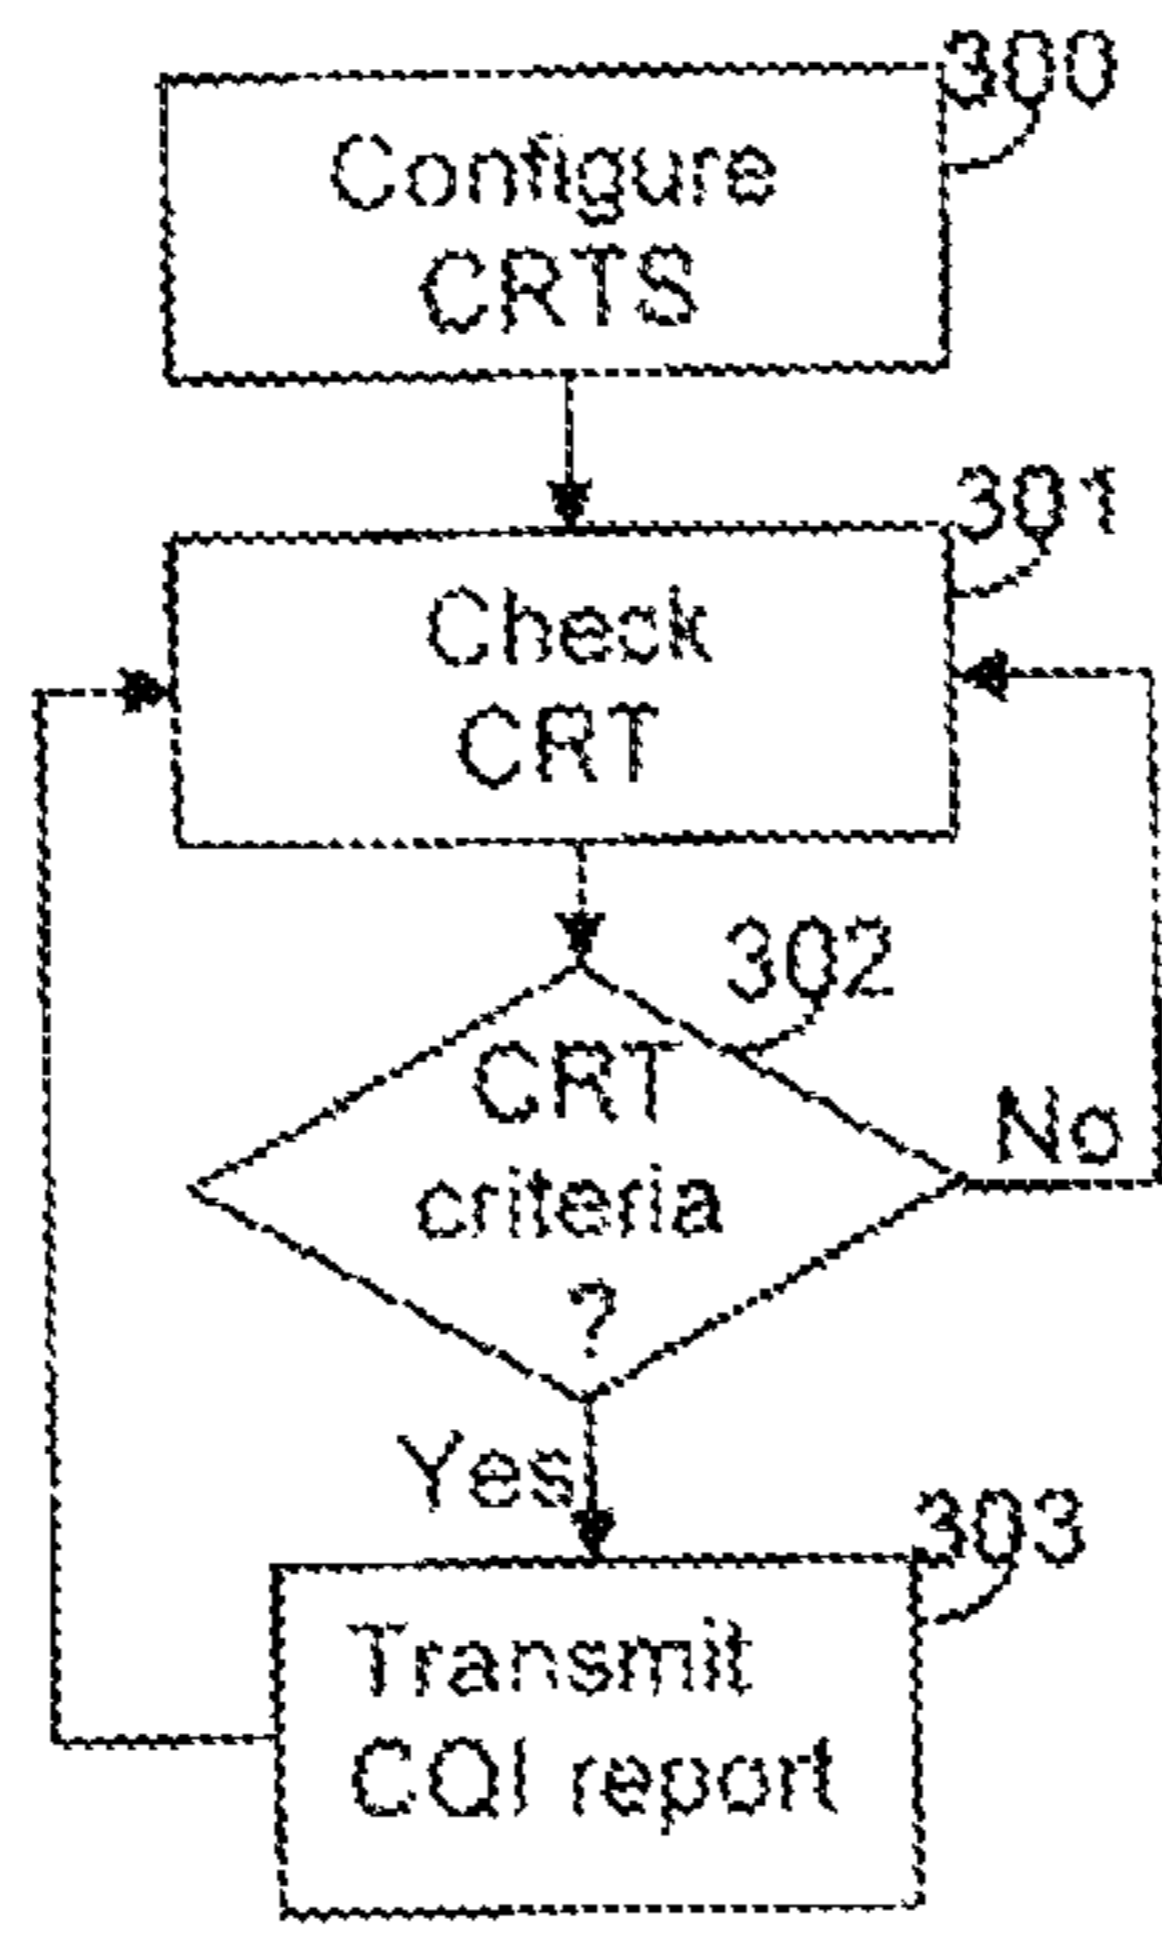 300
Configure
CRTS
301
Check
CRT
302
CRT
criteria
?
No
Yes
303
Transmit
CQI report